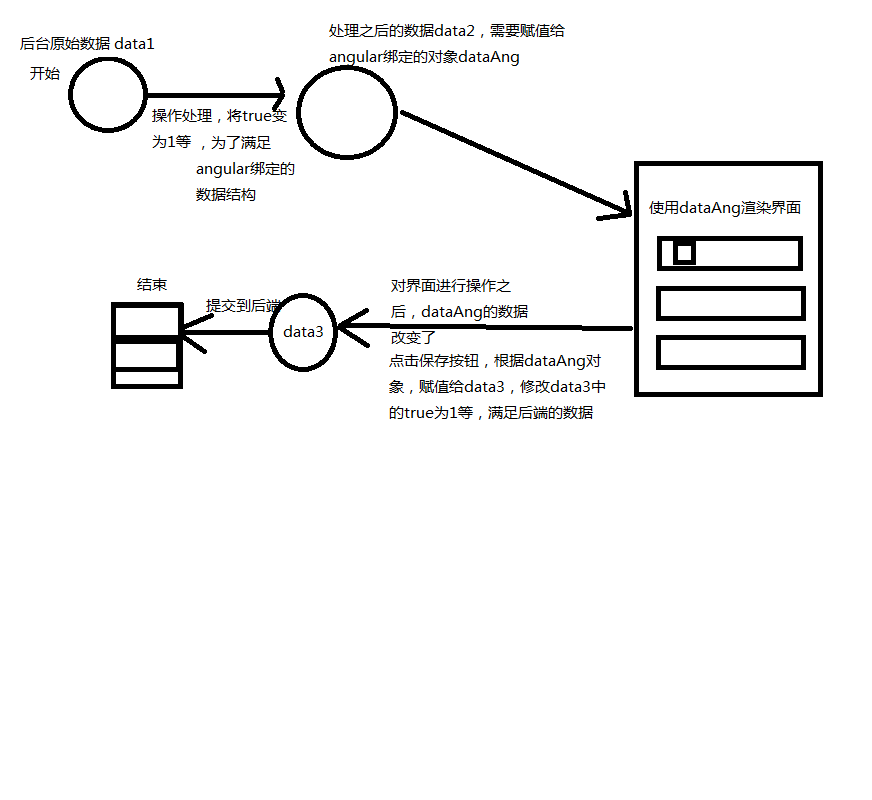 后台原始数据 data1
开始
操作处理，将true变
为1等 ，为了满足
angular绑定的
数据结构
处理之后的数据data2，需要赋值给
angular绑定的对象dataAng
使用dataAng渲染界面
对界面进行操作之
后，dataAng的数据
改变了
点击保存按钮，根据dataAng对
象，赋值给data3，修改data3中
的true为1等，满足后端的数据
data3
提交到后端
结束